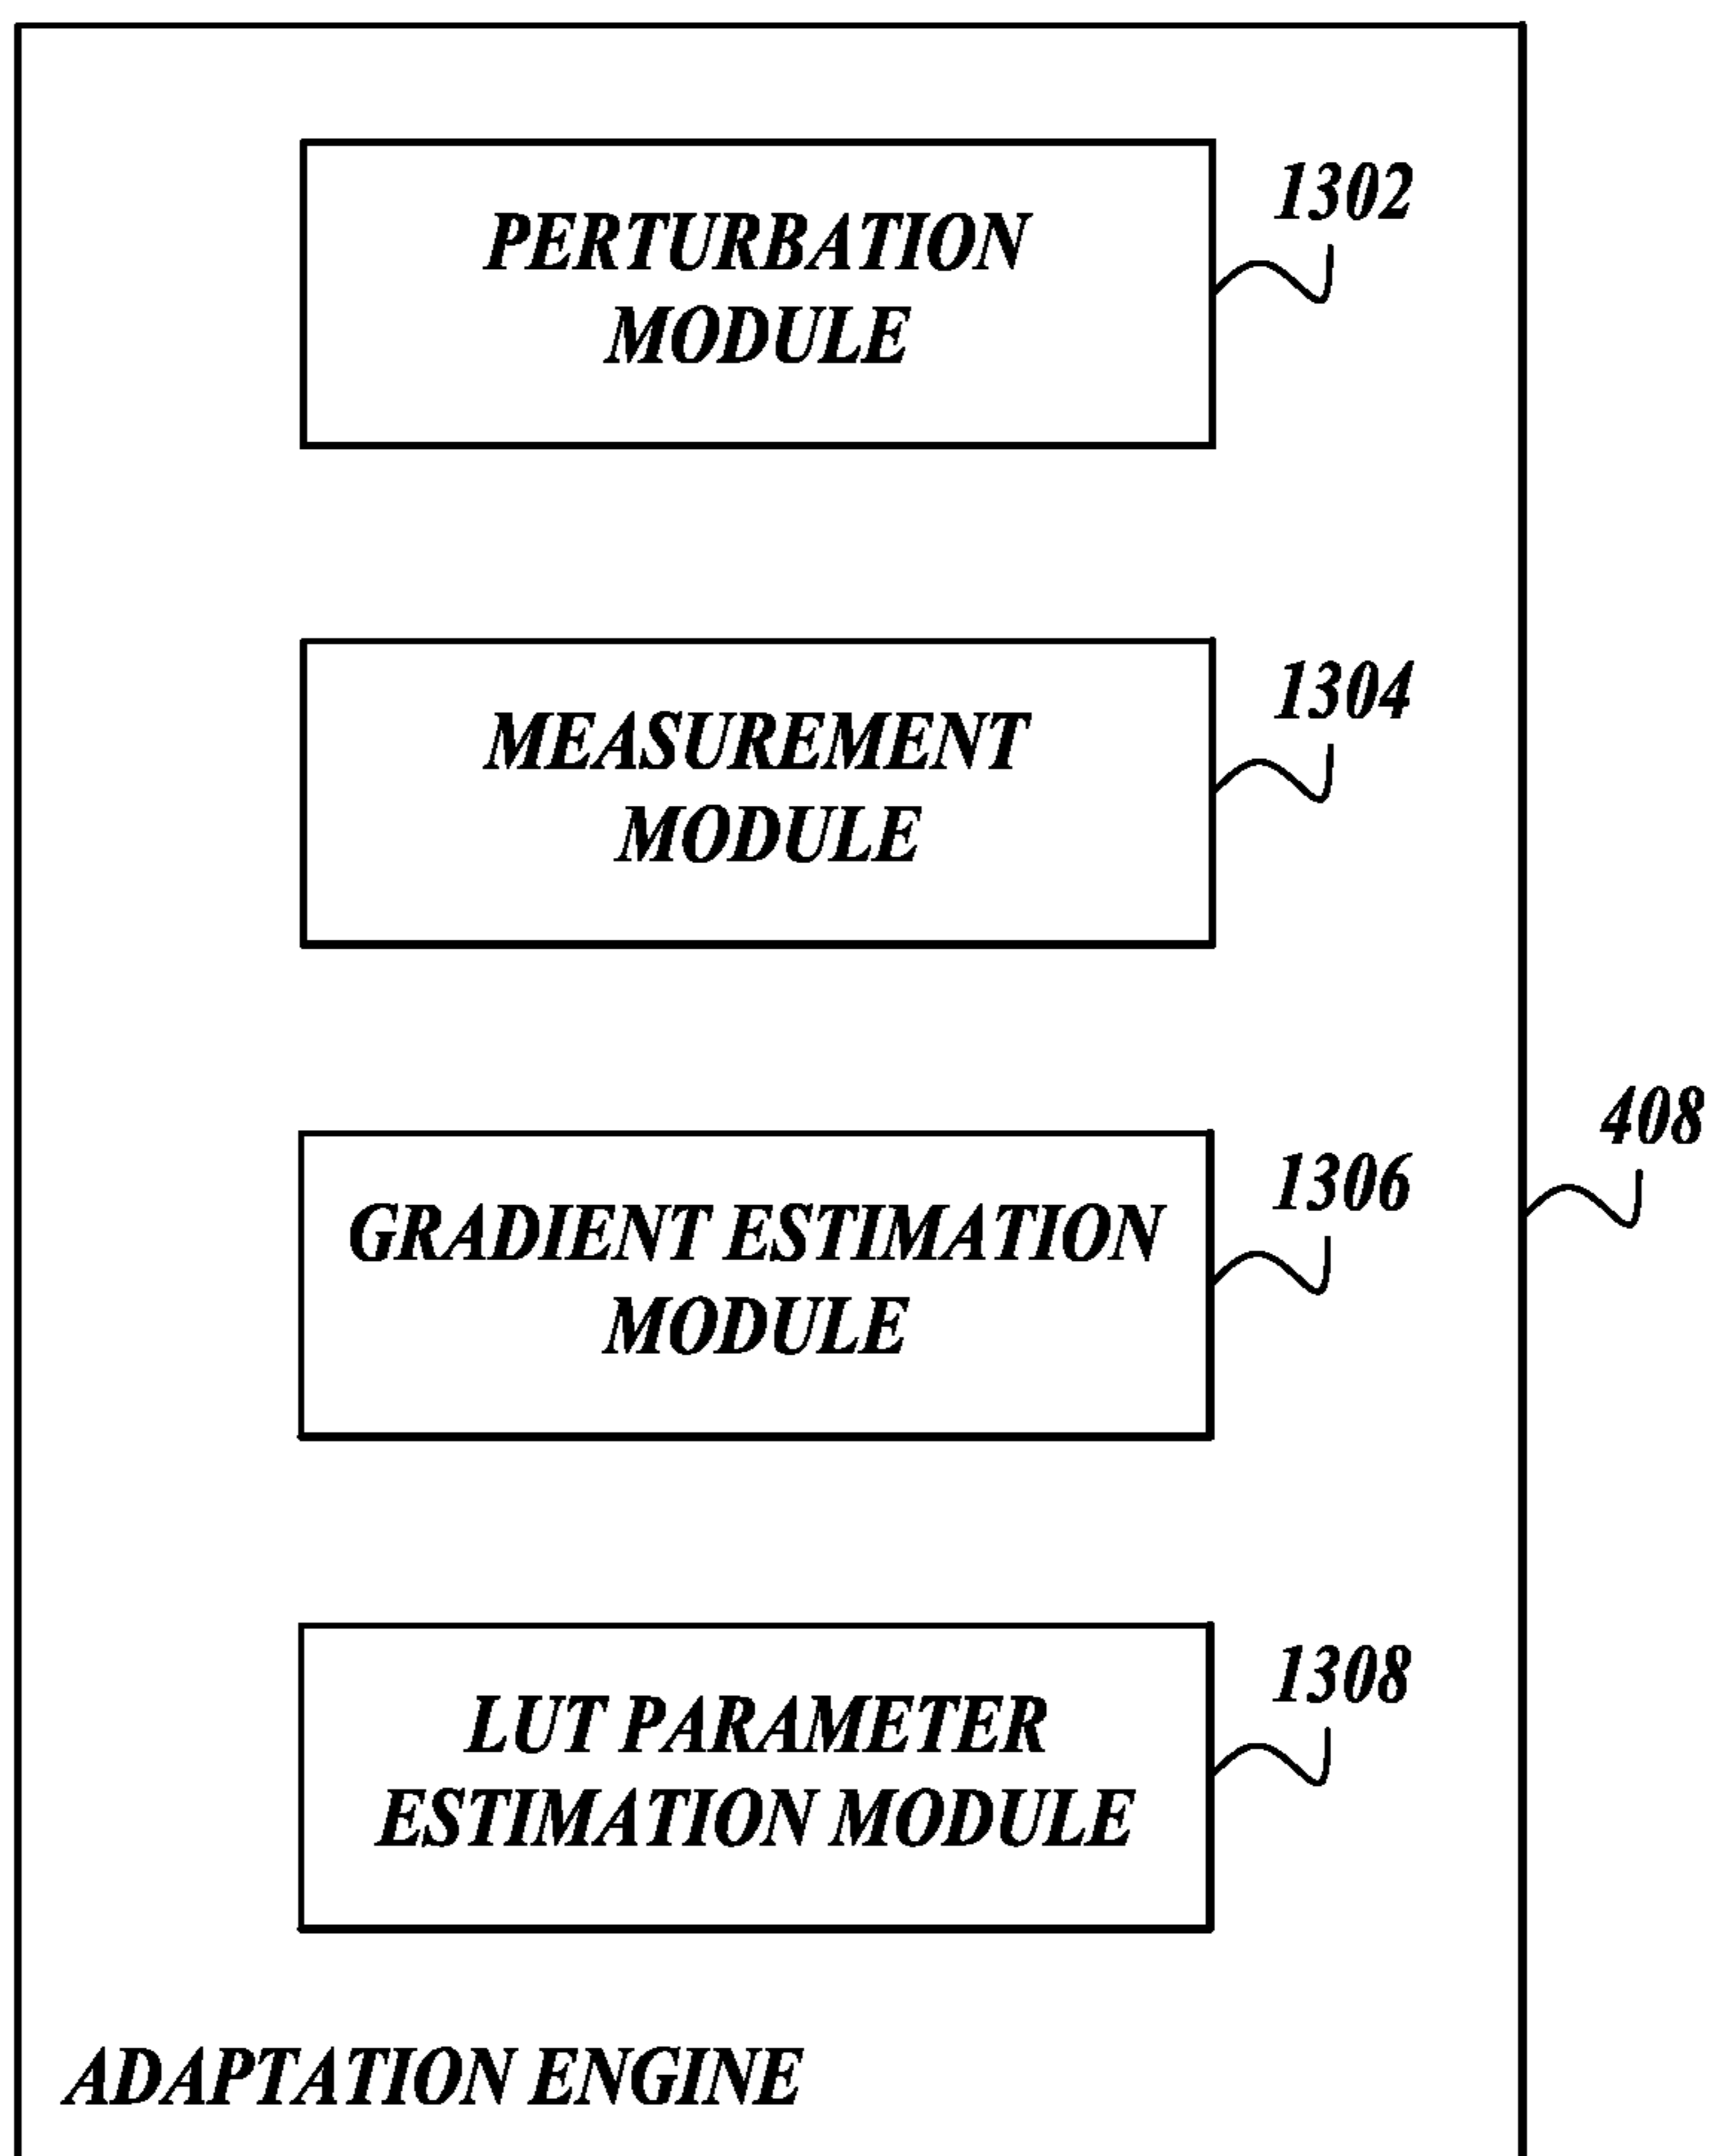 PERTURBATION
MODULE
1302
MEASUREMENT
MODULE
1304
GRADIENT ESTIMATION
MODULE
1306
408
LUT PARAMETER
ESTIMATION MODULE
1308
ADAPTATION ENGINE